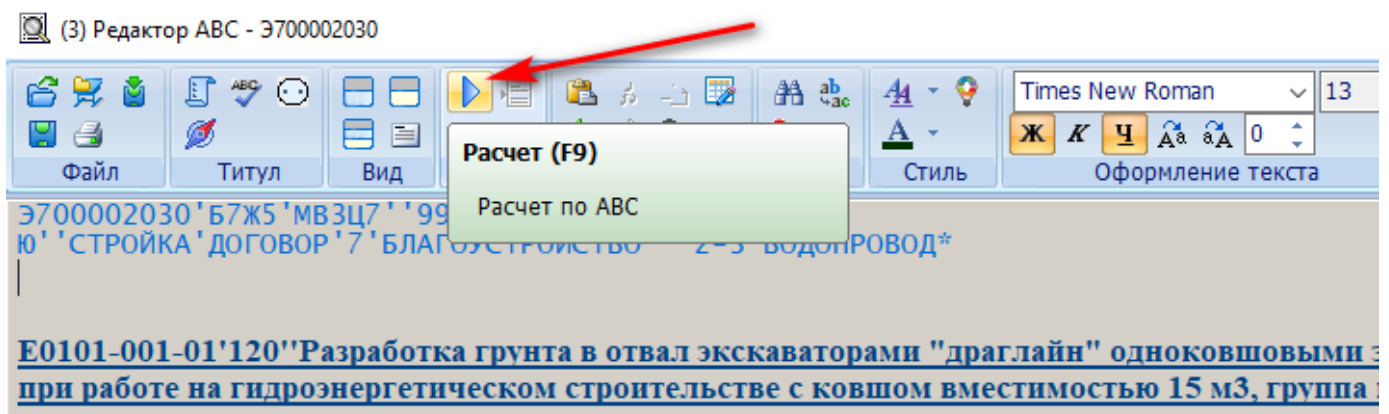 (3) Редактор АВС - Э700002030
Times New Roman 13
Ж К Ч 0
Файл Титул Вид Стиль Оформление текста
Расчет (F9)
Расчет по АВС
Э700002030'Б7Ж5'МВ3Ц7''99
Ю''СТРОЙКА'ДОГОВОР'7'БЛАГОУСТРОЙСТВО 2-3 ВОДОПРОВОД*
Е0101-001-01'120''Разработка грунта в отвал экскаваторами "драглайн" одноковшовыми
при работе на гидроэнергетическом строительстве с ковшом вместимостью 15 м3, группа